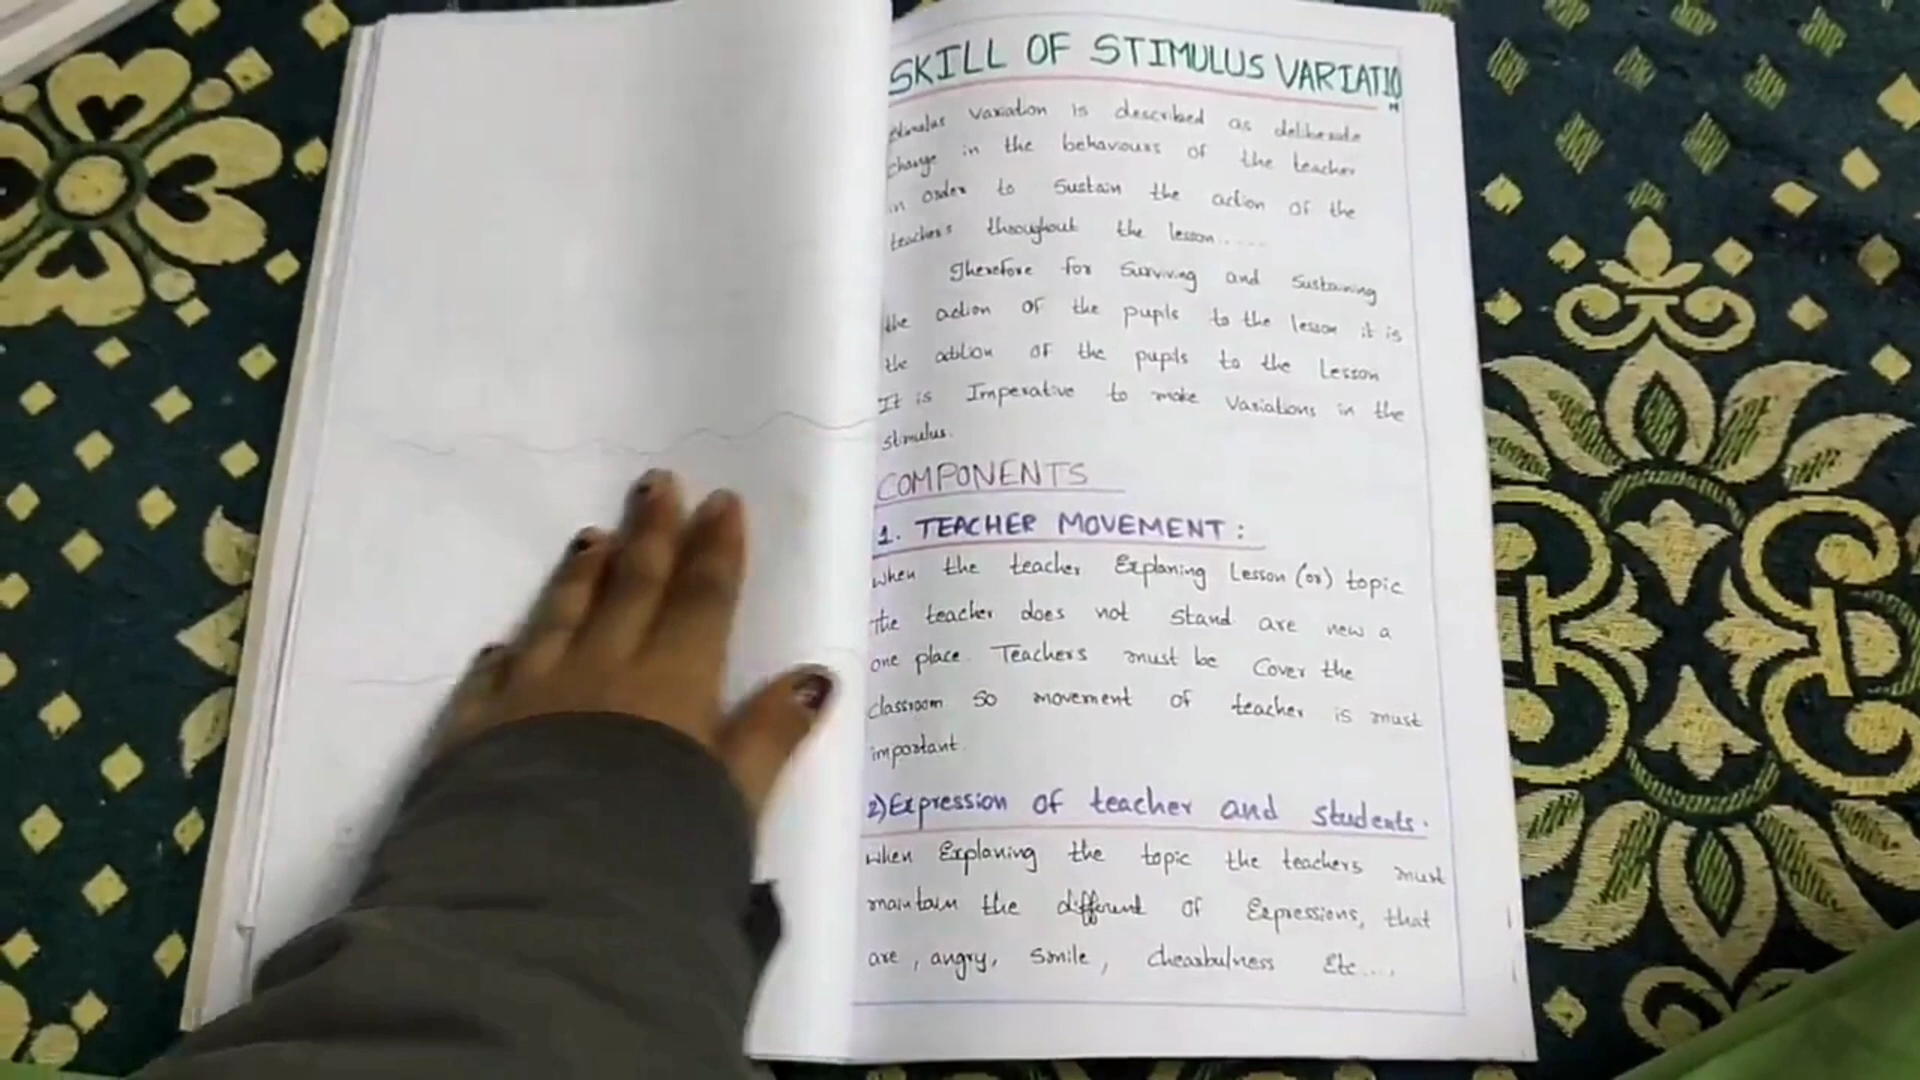 SKILL OF STIMULUS VARIATION
Stimulus Variation is described as deliberate
change in the behaviours of the teacher
in order to sustain the action of the
teachers throughout the lesson.....
Therefore for Surviving and Sustaining
the action of the pupils to the lesson it is
the action of the pupils to the Lesson
It is Imperative to make Variations in the
stimulus.
COMPONENTS
1. TEACHER MOVEMENT:
When the teacher Explaning Lesson (or) topic
The teacher does not Stand are new a
one place. Teachers must be Cover the
classroom so movement of teacher is must
important.
2) Expression of teacher and students.
When Explaning the topic the teachers must
maintain the different of Expressions, that
are, angry, Smile, chearbulness Etc....